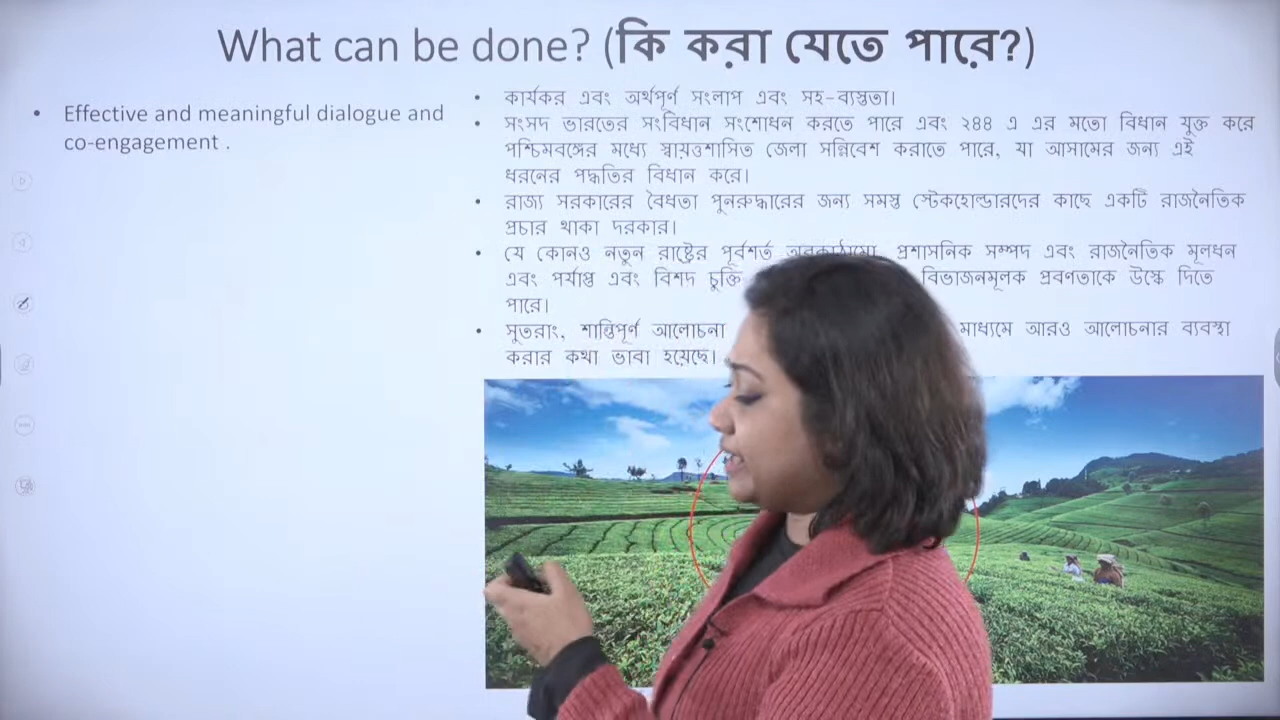 What can be done? (কি করা যেতে পারে?)
• Effective and meaningful dialogue and
co-engagement .
• কার্যকর এবং অর্থপূর্ণ সংলাপ এবং সহ-ব্যস্ততা।
• সংসদ ভারতের সংবিধান সংশোধন করতে পারে এবং ২৪৪ এ এর মতো বিধান যুক্ত করে
পশ্চিমবঙ্গের মধ্যে স্বায়ত্তশাসিত জেলা সন্নিবেশ করাতে পারে, যা আসামের জন্য এই
ধরনের পদ্ধতির বিধান করে।
• রাজ্য সরকারের বৈধতা পুনরুদ্ধারের জন্য সমস্ত স্টেকহোল্ডারদের কাছে একটি রাজনৈতিক
প্রচার থাকা দরকার।
• যে কোনও নতুন রাষ্ট্রের পূর্বশর্ত অবকাঠামো, প্রশাসনিক সম্পদ এবং রাজনৈতিক মূলধন
এবং পর্যাপ্ত এবং বিশদ চুক্তি বিভাজনমূলক প্রবণতাকে উস্কে দিতে
পারে।
• সুতরাং, শান্তিপূর্ণ আলোচনা মাধ্যমে আরও আলোচনার ব্যবস্থা
করার কথা ভাবা হয়েছে।